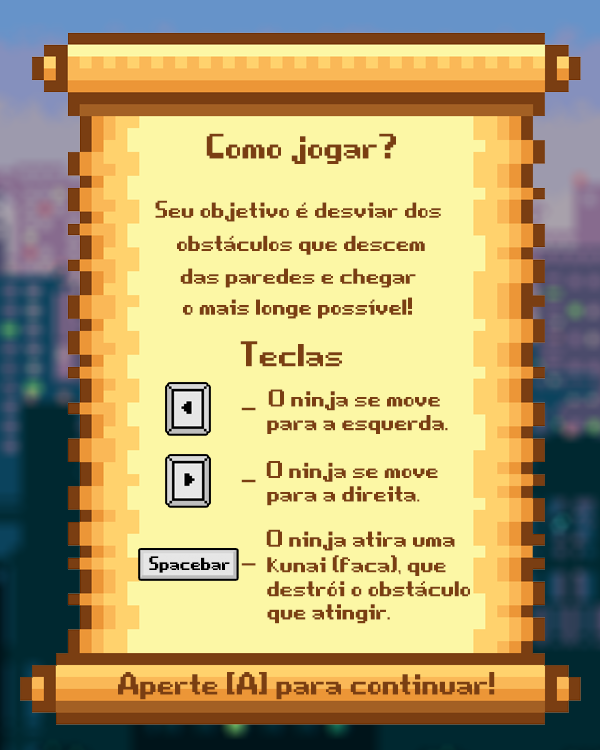 Como jogar?
Seu objetivo é desviar dos
obstáculos que descem
das paredes e chegar
o mais longe possível!
Teclas
– O ninja se move
para a esquerda.
– O ninja se move
para a direita.
Spacebar – O ninja atira uma
Kunai (faca), que
destrói o obstáculo
que atingir.
Aperte [A] para continuar!